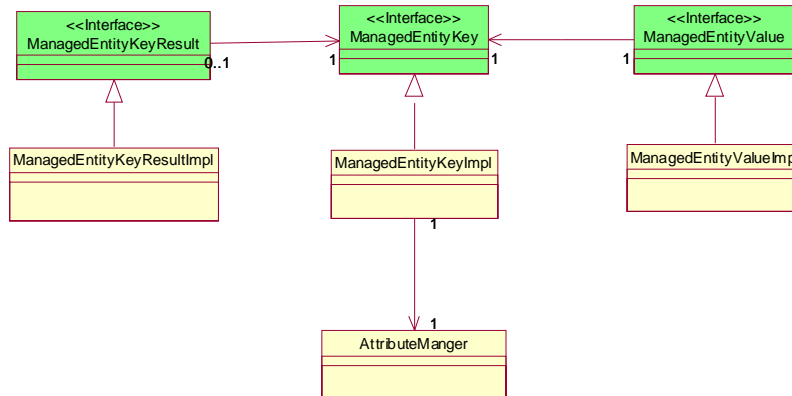 <<Interface>>
ManagedEntityKeyResult
<<Interface>>
ManagedEntityKey
<<Interface>>
ManagedEntityValue
0..1
1
1
1
ManagedEntityKeyResultImpl
ManagedEntityKeyImpl
ManagedEntityValueImp
1
1
AttributeManger